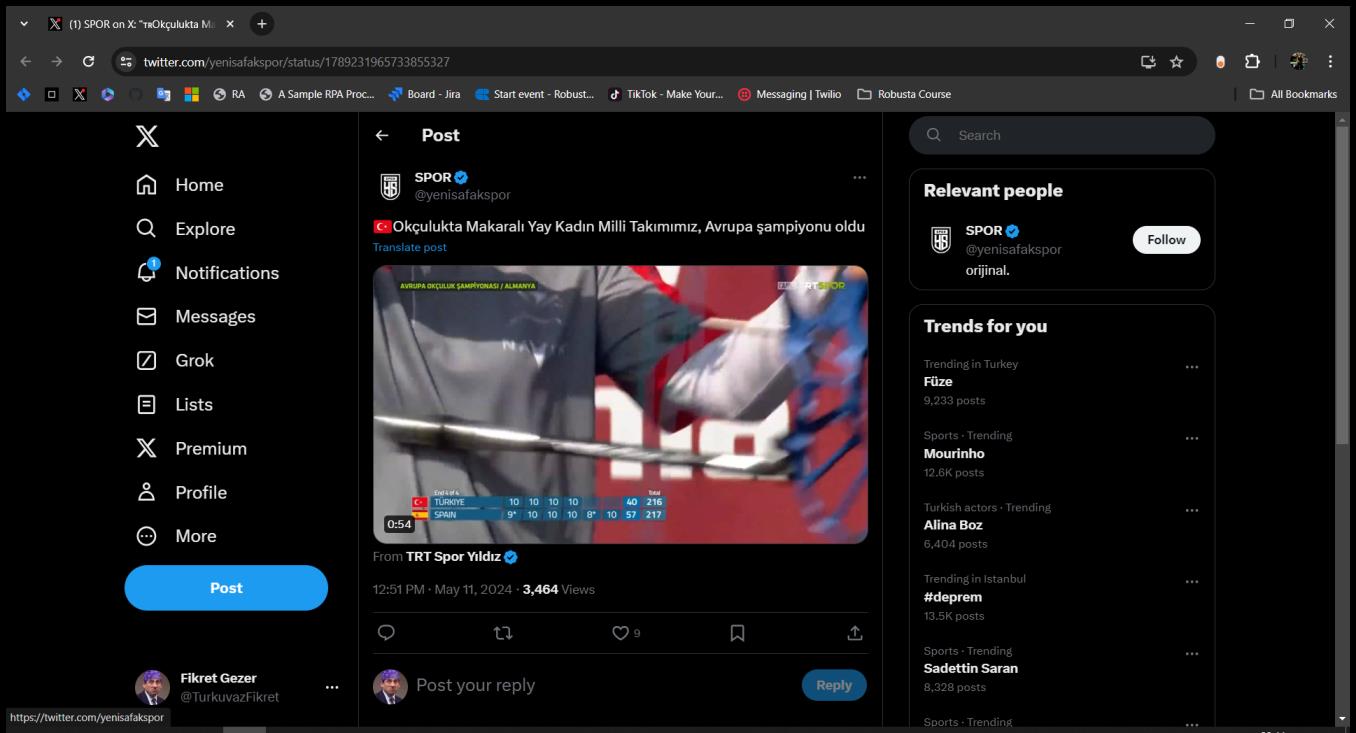 (1) SPOR on X: "TROkçulukta Ma
twitter.com/yenisafakspor/status/1789231965733855327
RA
A Sample RPA Proc...
Board - Jira
Start event - Robust...
TikTok - Make Your...
Messaging | Twilio
Robusta Course
All Bookmarks
Home
Explore
1
Notifications
Messages
Grok
Lists
Premium
Profile
More
Post
Fikret Gezer
@TurkuvazFikret
https://twitter.com/yenisafakspor
Post
SPOR
@yenisafakspor
Okçulukta Makaralı Yay Kadın Milli Takımımız, Avrupa şampiyonu oldu
Translate post
AVRUPA OKÇULUK ŞAMPİYONASI / ALMANYA
End 4 of 4 Total
TÜRKİYE 10 10 10 10 40 216
SPAIN 9* 10 10 10 8* 10 57 217
0:54
From TRT Spor Yıldız
12:51 PM · May 11, 2024 · 3,464 Views
9
Post your reply
Reply
Search
Relevant people
SPOR
@yenisafakspor
Follow
orijinal.
Trends for you
Trending in Turkey
Füze
9,233 posts
Sports · Trending
Mourinho
12.6K posts
Turkish actors · Trending
Alina Boz
6,404 posts
Trending in Istanbul
#deprem
13.5K posts
Sports · Trending
Sadettin Saran
8,328 posts
Sports · Trending